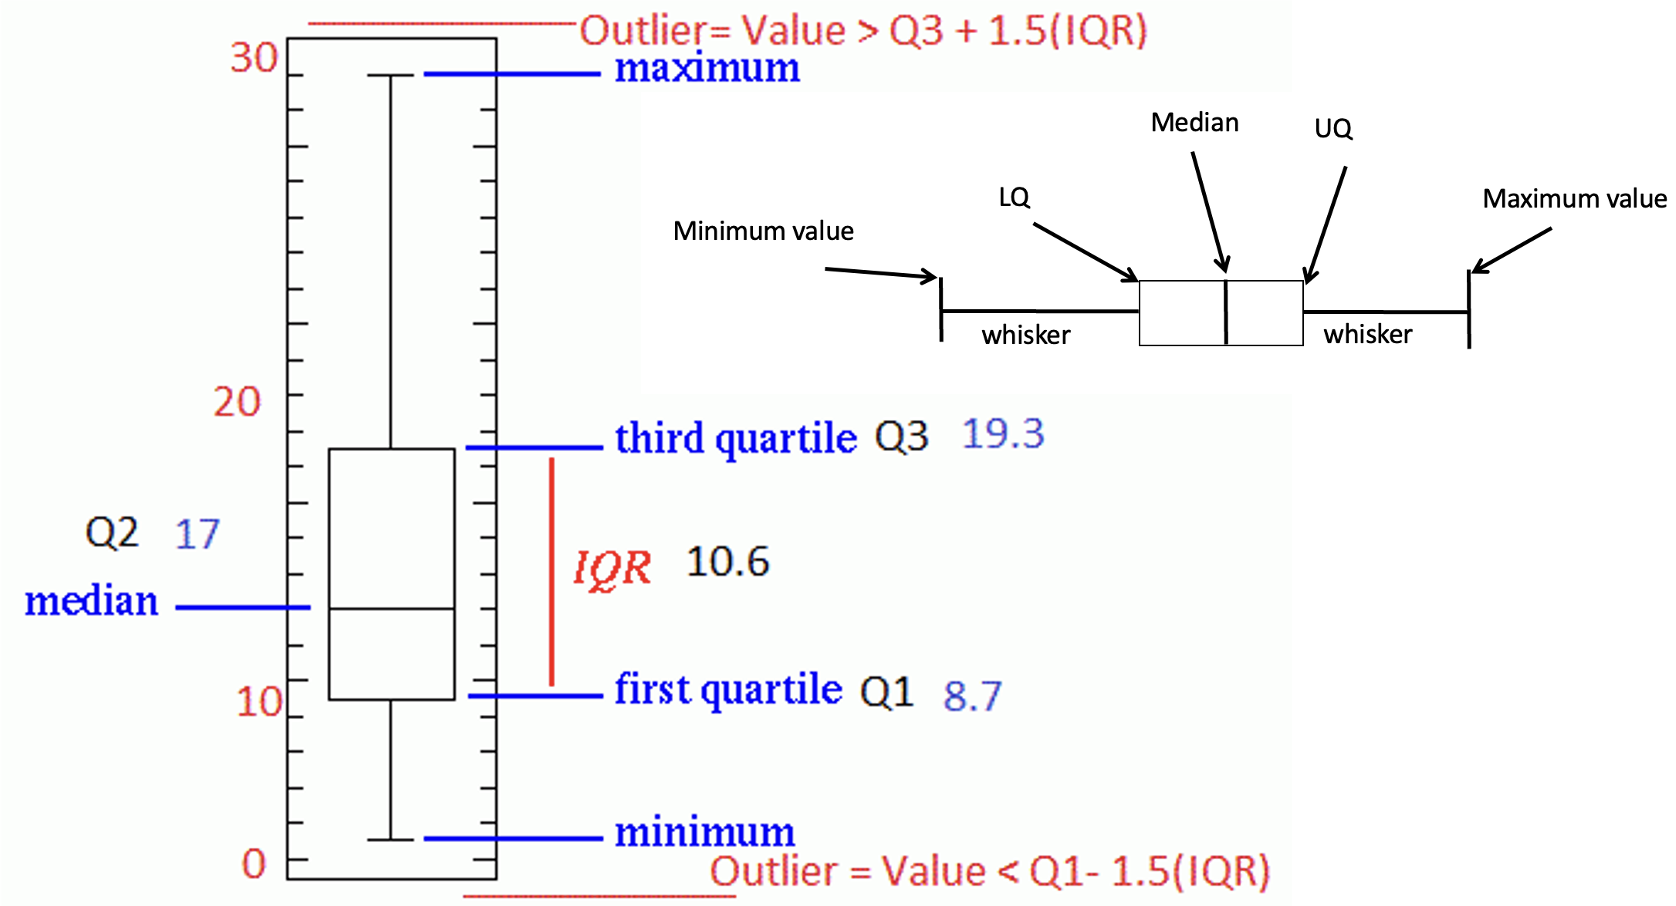 Outlier= Value > Q3 + 1.5(IQR)
30
maximum
Median
UQ
LQ
Maximum value
Minimum value
whisker
whisker
20
third quartile Q3 19.3
Q2 17
IQR 10.6
median
first quartile Q1 8.7
10
minimum
0
Outlier = Value < Q1- 1.5(IQR)